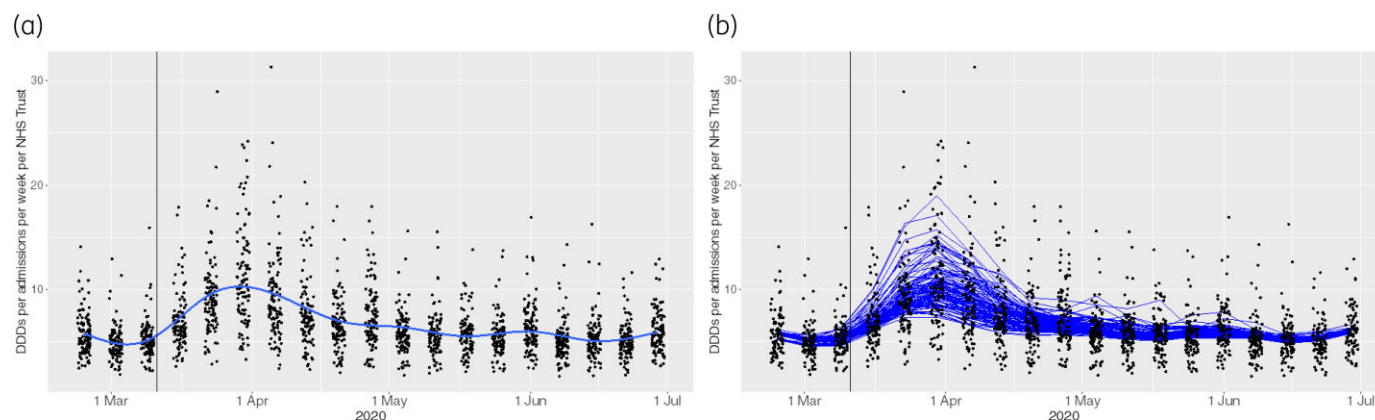 (a)
(b)
DDDs per admissions per week per NHS Trust
30
20
10
1 Mar
1 Apr
1 May
1 Jun
1 Jul
2020
DDDs per admissions per week per NHS Trust
30
20
10
1 Mar
1 Apr
1 May
1 Jun
1 Jul
2020